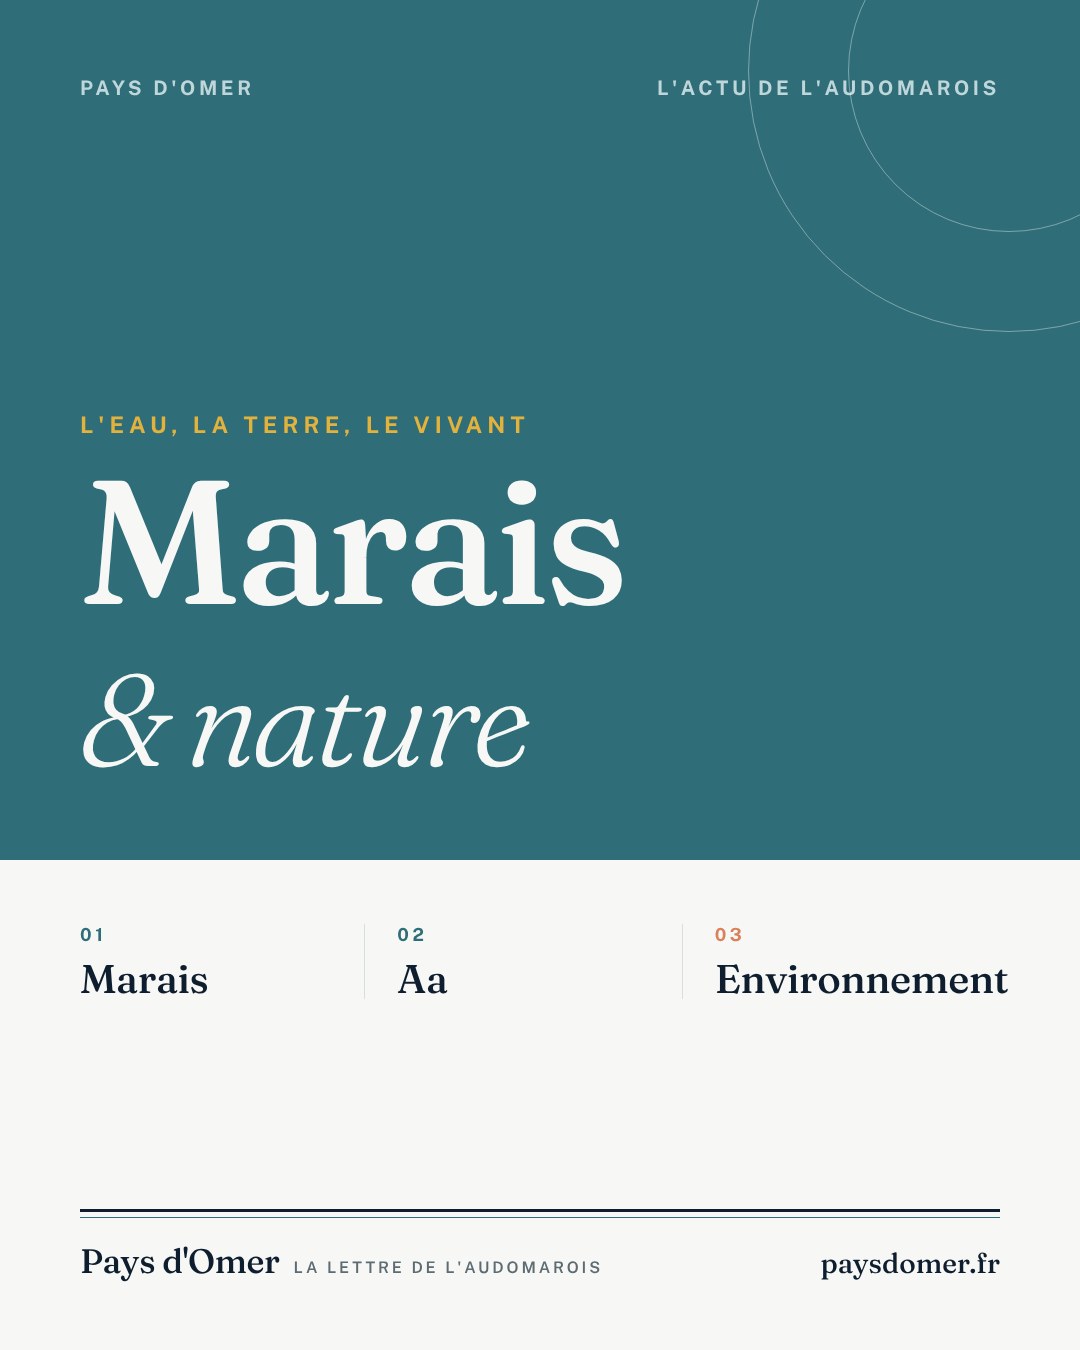 PAYS D'OMER
L'ACTU DE L'AUDOMAROIS
L'EAU, LA TERRE, LE VIVANT
Marais
& nature
01
Marais
02
Aa
03
Environnement
Pays d'Omer LA LETTRE DE L'AUDOMAROIS
paysdomer.fr